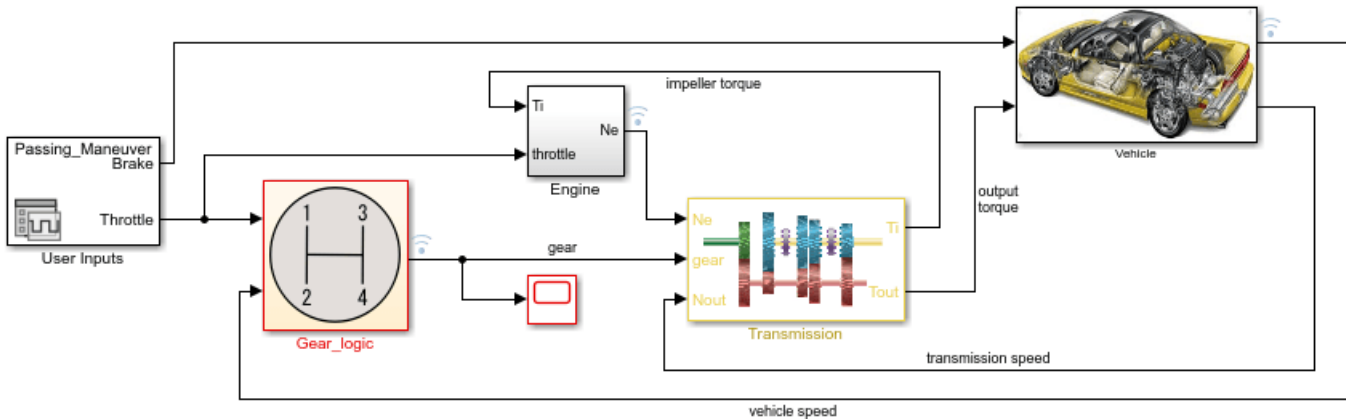 Passing_Maneuver
Brake
Throttle
User Inputs
1 3
2 4
Gear_logic
impeller torque
Ti
Ne
throttle
Engine
gear
Ne
gear
Nout
Ti
Tout
Transmission
output
torque
Vehicle
transmission speed
vehicle speed